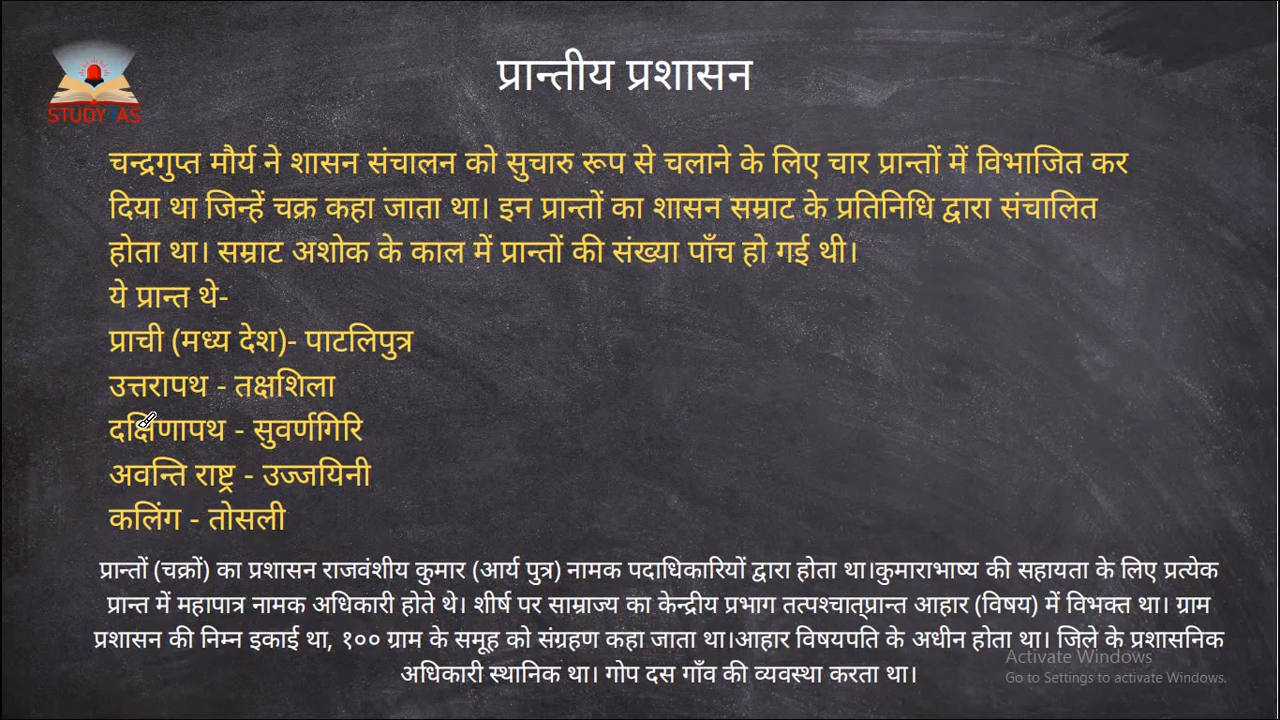 प्रान्तीय प्रशासन
STUDY AS
चन्द्रगुप्त मौर्य ने शासन संचालन को सुचारु रूप से चलाने के लिए चार प्रान्तों में विभाजित कर
दिया था जिन्हें चक्र कहा जाता था। इन प्रान्तों का शासन सम्राट के प्रतिनिधि द्वारा संचालित
होता था। सम्राट अशोक के काल में प्रान्तों की संख्या पाँच हो गई थी।
ये प्रान्त थे-
प्राची (मध्य देश)- पाटलिपुत्र
उत्तरापथ - तक्षशिला
दक्षिणापथ - सुवर्णगिरि
अवन्ति राष्ट्र - उज्जयिनी
कलिंग - तोसली
प्रान्तों (चक्रों) का प्रशासन राजवंशीय कुमार (आर्य पुत्र) नामक पदाधिकारियों द्वारा होता था।कुमाराभाष्य की सहायता के लिए प्रत्येक
प्रान्त में महापात्र नामक अधिकारी होते थे। शीर्ष पर साम्राज्य का केन्द्रीय प्रभाग तत्पश्चात्प्रान्त आहार (विषय) में विभक्त था। ग्राम
प्रशासन की निम्न इकाई था, १०० ग्राम के समूह को संग्रहण कहा जाता था।आहार विषयपति के अधीन होता था। जिले के प्रशासनिक
अधिकारी स्थानिक था। गोप दस गाँव की व्यवस्था करता था।
Activate Windows
Go to Settings to activate Windows.